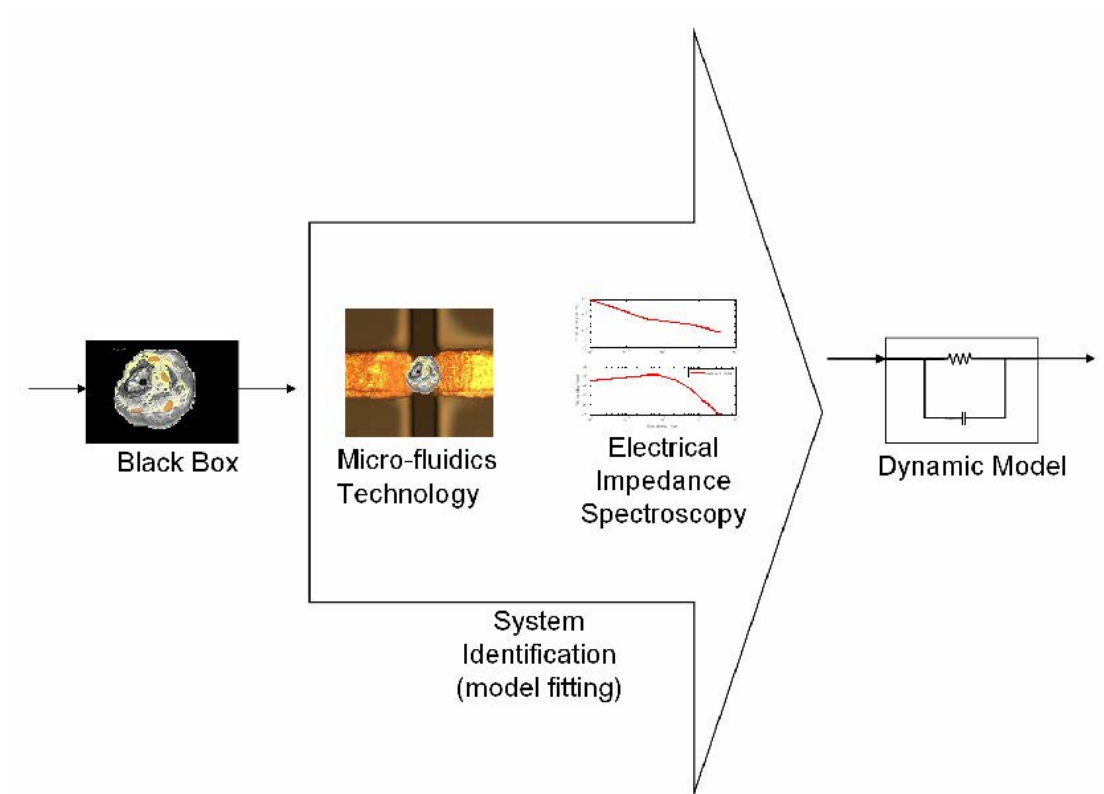 Black Box
Micro-fluidics
Technology
Electrical
Impedance
Spectroscopy
Dynamic Model
System
Identification
(model fitting)